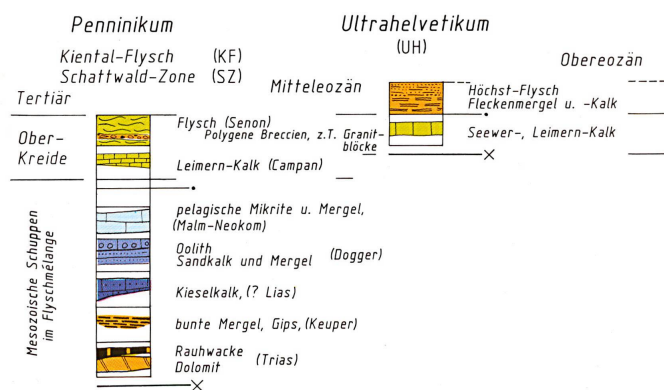 Penninikum
Kiental-Flysch (KF)
Schattwald-Zone (SZ)
Tertiär
Ober-
Kreide
Flysch (Senon)
Polygene Breccien, z.T. Granit-
blöcke
Leimern-Kalk (Campan)
Mesozoische Schuppen
im Flyschmélange
pelagische Mikrite u. Mergel,
(Malm-Neokom)
Oolith
Sandkalk und Mergel (Dogger)
Kieselkalk, (? Lias)
bunte Mergel, Gips, (Keuper)
Rauhwacke
Dolomit (Trias)
Ultrahelvetikum
(UH)
Mitteleozän
Obereozän
Höchst-Flysch
Fleckenmergel u. -Kalk
Seewer-, Leimern-Kalk